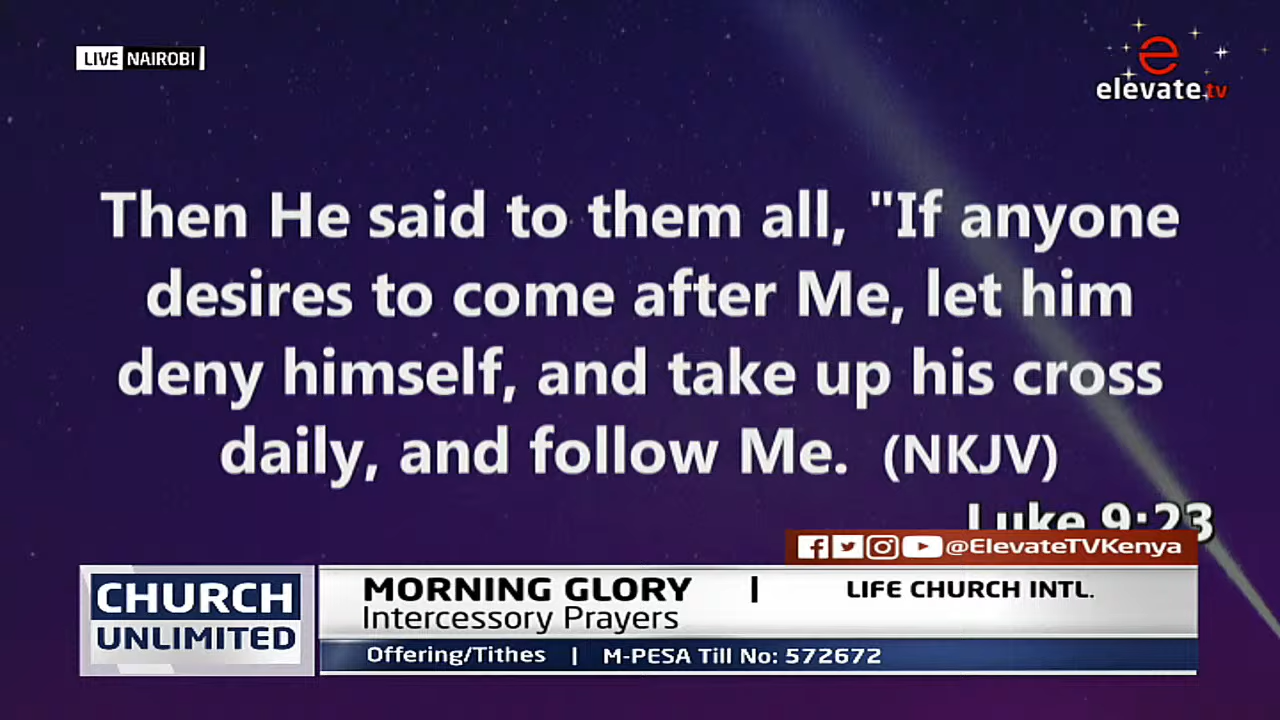 LIVE NAIROBI
e
elevate.tv
Then He said to them all, "If anyone
desires to come after Me, let him
deny himself, and take up his cross
daily, and follow Me. (NKJV)
Luke 9:23
@ElevateTVKenya
CHURCH
UNLIMITED
MORNING GLORY | LIFE CHURCH INTL.
Intercessory Prayers
Offering/Tithes | M-PESA Till No: 572672